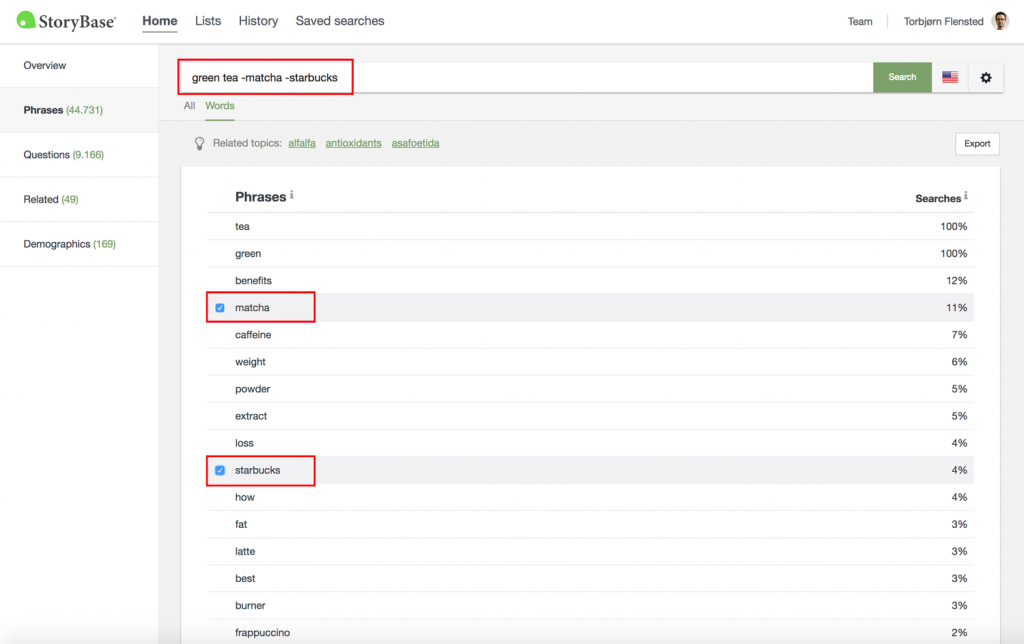 StoryBase Home Lists History Saved searches Team Torbjørn Flensted
Overview
Phrases (44.731)
Questions (9.166)
Related (49)
Demographics (169)
green tea -matcha -starbucks Search
All Words
Related topics: alfalfa antioxidants asafoetida Export
Phrases i Searches i
tea 100%
green 100%
benefits 12%
matcha 11%
caffeine 7%
weight 6%
powder 5%
extract 5%
loss 4%
starbucks 4%
how 4%
fat 3%
latte 3%
best 3%
burner 3%
frappuccino 2%